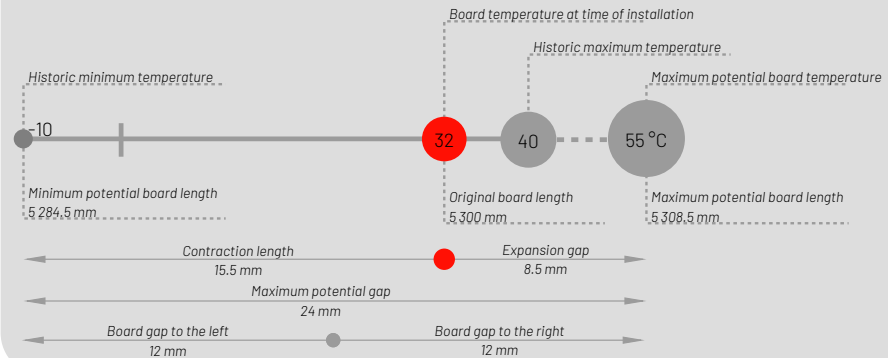 Board temperature at time of installation
Historic maximum temperature
Historic minimum temperature
Maximum potential board temperature
-10
32
40
55 °C
Minimum potential board length
5 284.5 mm
Original board length
5 300 mm
Maximum potential board length
5 308.5 mm
Contraction length
15.5 mm
Expansion gap
8.5 mm
Maximum potential gap
24 mm
Board gap to the left
12 mm
Board gap to the right
12 mm